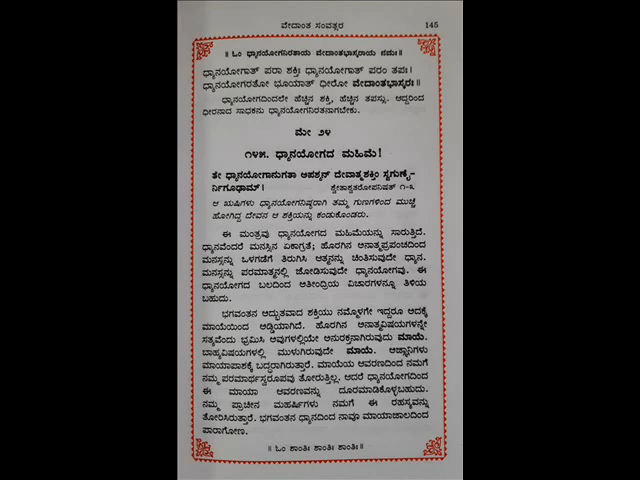 ವೇದಾಂತ ಸಂವತ್ಸರ 145
॥ ಓಂ ಧ್ಯಾನಯೋಗನಿರತಾಯ ವೇದಾಂತಭಾಸ್ಕರಾಯ ನಮಃ ॥
ಧ್ಯಾನಯೋಗಾತ್ ಪರಾ ಶಕ್ತಿಃ ಧ್ಯಾನಯೋಗಾತ್ ಪರಂ ತಪಃ ।
ಧ್ಯಾನಯೋಗರತೋ ಭೂಯಾತ್ ಧೀರೋ ವೇದಾಂತಭಾಸ್ಕರಃ ॥
ಧ್ಯಾನಯೋಗದಿಂದಲೇ ಹೆಚ್ಚಿನ ಶಕ್ತಿ, ಹೆಚ್ಚಿನ ತಪಸ್ಸು. ಆದ್ದರಿಂದ
ಧೀರನಾದ ಸಾಧಕನು ಧ್ಯಾನಯೋಗನಿರತನಾಗಬೇಕು.
ಮೇ ೨೪
೧೪೫. ಧ್ಯಾನಯೋಗದ ಮಹಿಮೆ!
ತೇ ಧ್ಯಾನಯೋಗಾನುಗತಾ ಅಪಶ್ಯನ್ ದೇವಾತ್ಮಶಕ್ತಿಂ ಸ್ವಗುಣೈ-
ರ್ನಿಗೂಢಾಮ್ । ಶ್ವೇತಾಶ್ವತರೋಪನಿಷತ್ ೧-೩
ಆ ಋಷಿಗಳು ಧ್ಯಾನಯೋಗನಿಷ್ಠರಾಗಿ ತಮ್ಮ ಗುಣಗಳಿಂದ ಮುಚ್ಚಿ
ಹೋಗಿದ್ದ ದೇವನ ಆ ಶಕ್ತಿಯನ್ನು ಕಂಡುಕೊಂಡರು.
ಈ ಮಂತ್ರವು ಧ್ಯಾನಯೋಗದ ಮಹಿಮೆಯನ್ನು ಸಾರುತ್ತಿದೆ.
ಧ್ಯಾನವೆಂದರೆ ಮನಸ್ಸಿನ ಏಕಾಗ್ರತೆ; ಹೊರಗಿನ ಅನಾತ್ಮಪ್ರಪಂಚದಿಂದ
ಮನಸ್ಸನ್ನು ಒಳಗಡೆಗೆ ತಿರುಗಿಸಿ ಆತ್ಮನನ್ನು ಚಿಂತಿಸುವುದೇ ಧ್ಯಾನ.
ಮನಸ್ಸನ್ನು ಪರಮಾತ್ಮನಲ್ಲಿ ಜೋಡಿಸುವುದೇ ಧ್ಯಾನಯೋಗವು. ಈ
ಧ್ಯಾನಯೋಗದ ಬಲದಿಂದ ಅತೀಂದ್ರಿಯ ವಿಚಾರಗಳನ್ನೂ ತಿಳಿಯ
ಬಹುದು.
ಭಗವಂತನ ಅದ್ಭುತವಾದ ಶಕ್ತಿಯು ನಮ್ಮೊಳಗೇ ಇದ್ದರೂ ಅದಕ್ಕೆ
ಮಾಯೆಯಿಂದ ಅಡ್ಡಿಯಾಗಿದೆ. ಹೊರಗಿನ ಅನಾತ್ಮವಿಷಯಗಳನ್ನೇ
ಸತ್ಯವೆಂದು ಭ್ರಮಿಸಿ ಅವುಗಳಲ್ಲಿಯೇ ಅನುರಕ್ತನಾಗಿರುವುದು ಮಾಯೆ.
ಬಾಹ್ಯವಿಷಯಗಳಲ್ಲಿ ಮುಳುಗಿರುವುದೇ ಮಾಯೆ. ಅಜ್ಞಾನಿಗಳು
ಮಾಯಾಪಾಶಕ್ಕೆ ಬದ್ಧರಾಗಿರುತ್ತಾರೆ. ಮಾಯೆಯ ಆವರಣದಿಂದ ನಮಗೆ
ನಮ್ಮ ಪರಮಾರ್ಥಸ್ವರೂಪವು ತೋರುತ್ತಿಲ್ಲ. ಆದರೆ ಧ್ಯಾನಯೋಗದಿಂದ
ಈ ಮಾಯಾ ಆವರಣವನ್ನು ದೂರಮಾಡಿಕೊಳ್ಳಬಹುದು.
ನಮ್ಮ ಪ್ರಾಚೀನ ಮಹರ್ಷಿಗಳು ನಮಗೆ ಈ ರಹಸ್ಯವನ್ನು
ತೋರಿಸಿರುತ್ತಾರೆ. ಭಗವಂತನ ಧ್ಯಾನದಿಂದ ನಾವೂ ಮಾಯಾಜಾಲದಿಂದ
ಪಾರಾಗೋಣ.
॥ ಓಂ ಶಾಂತಿಃ ಶಾಂತಿಃ ಶಾಂತಿಃ ॥